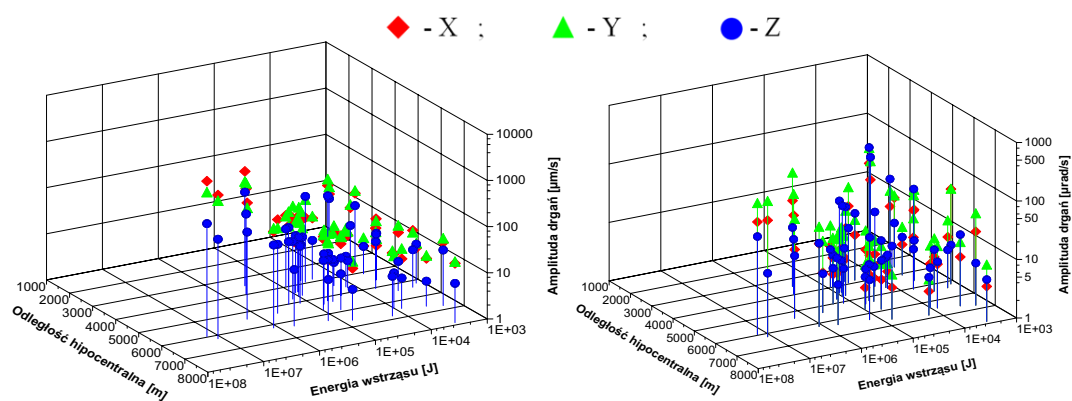 - X ; - Y ; - Z
10000
1000
100
10
1
Amplituda drgań [µm/s]
1000
2000
3000
4000
5000
6000
7000
8000
Odległość hipocentralna [m]
1E+08
1E+07
1E+06
1E+05
1E+04
1E+03
Energia wstrząsu [J]
1000
500
100
50
10
5
1
Amplituda drgań [µrad/s]
1000
2000
3000
4000
5000
6000
7000
8000
Odległość hipocentralna [m]
1E+08
1E+07
1E+06
1E+05
1E+04
1E+03
Energia wstrząsu [J]